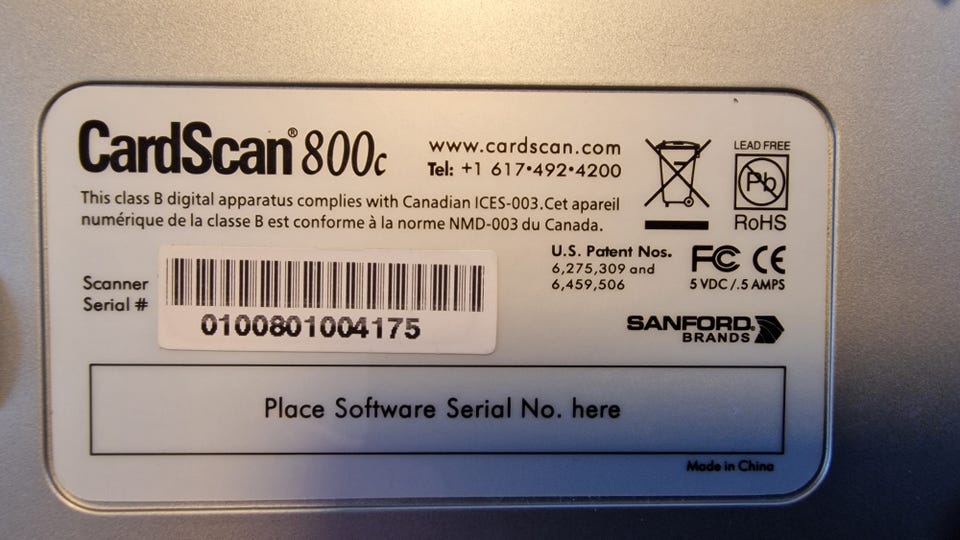 CardScan® 800c
www.cardscan.com
Tel: +1 617•492•4200
LEAD FREE
Pb
RoHS
This class B digital apparatus complies with Canadian ICES-003.Cet apareil
numérique de la classe B est conforme à la norme NMD-003 du Canada.
Scanner
Serial #
0100801004175
U.S. Patent Nos.
6,275,309 and
6,459,506
FC CE
5 VDC /.5 AMPS
SANFORD®
BRANDS
Place Software Serial No. here
Made in China